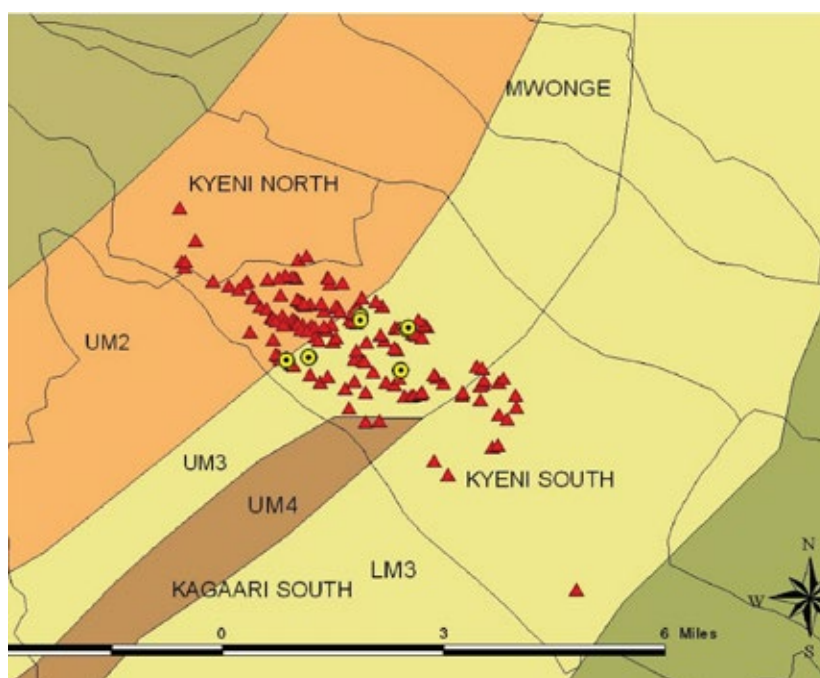 MWONGE
KYENI NORTH
UM2
UM3
KYENI SOUTH
UM4
LM3
KAGAARI SOUTH
N
W
S
0 3 6 Miles